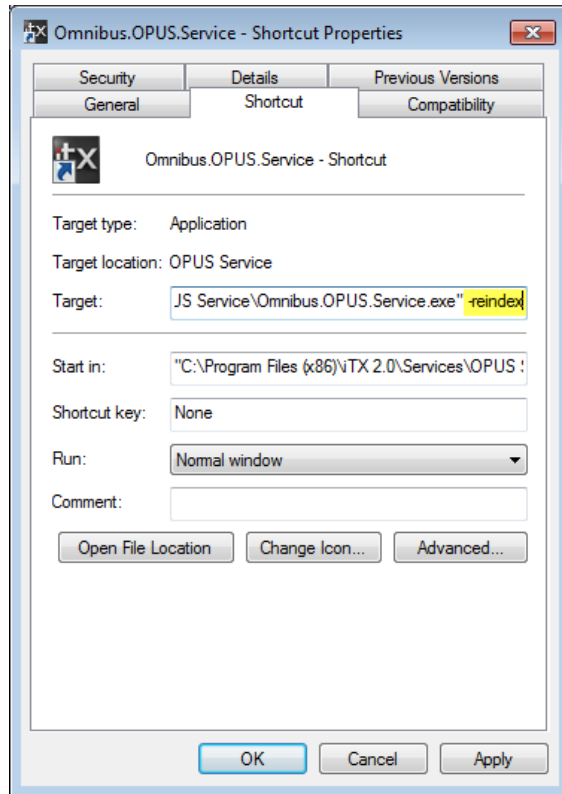 iTX Omnibus.OPUS.Service - Shortcut Properties
Security Details Previous Versions
General Shortcut Compatibility
iTX Omnibus.OPUS.Service - Shortcut
Target type: Application
Target location: OPUS Service
Target: JS Service\Omnibus.OPUS.Service.exe" -reindex
Start in: "C:\Program Files (x86)\iTX 2.0\Services\OPUS
Shortcut key: None
Run: Normal window
Comment:
Open File Location Change Icon... Advanced...
OK Cancel Apply